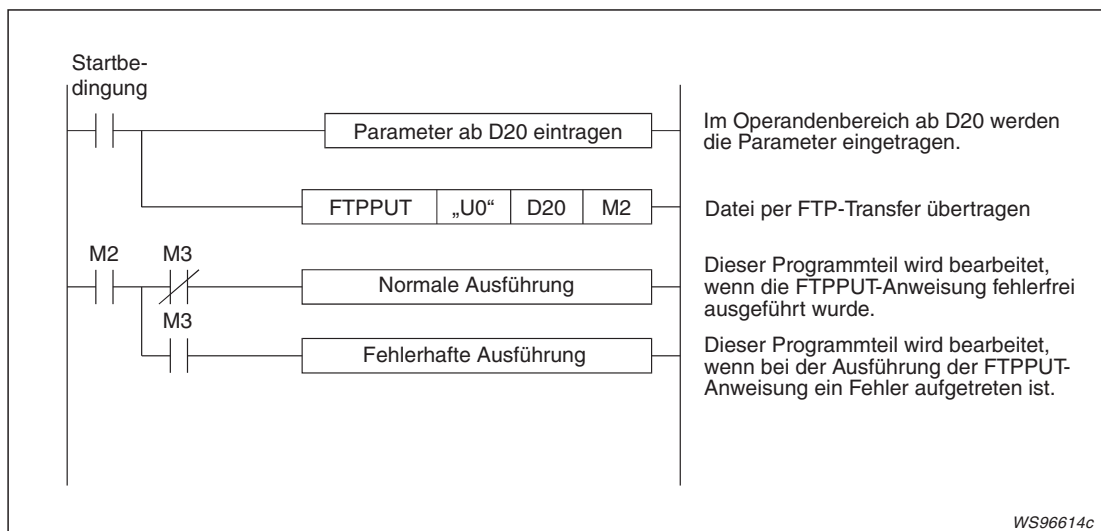 Startbe-
dingung
Parameter ab D20 eintragen
Im Operandenbereich ab D20 werden
die Parameter eingetragen.
FTPPUT „U0“ D20 M2
Datei per FTP-Transfer übertragen
M2 M3
Normale Ausführung
Dieser Programmteil wird bearbeitet,
wenn die FTPPUT-Anweisung fehlerfrei
ausgeführt wurde.
M3
Fehlerhafte Ausführung
Dieser Programmteil wird bearbeitet,
wenn bei der Ausführung der FTPPUT-
Anweisung ein Fehler aufgetreten ist.
WS96614c